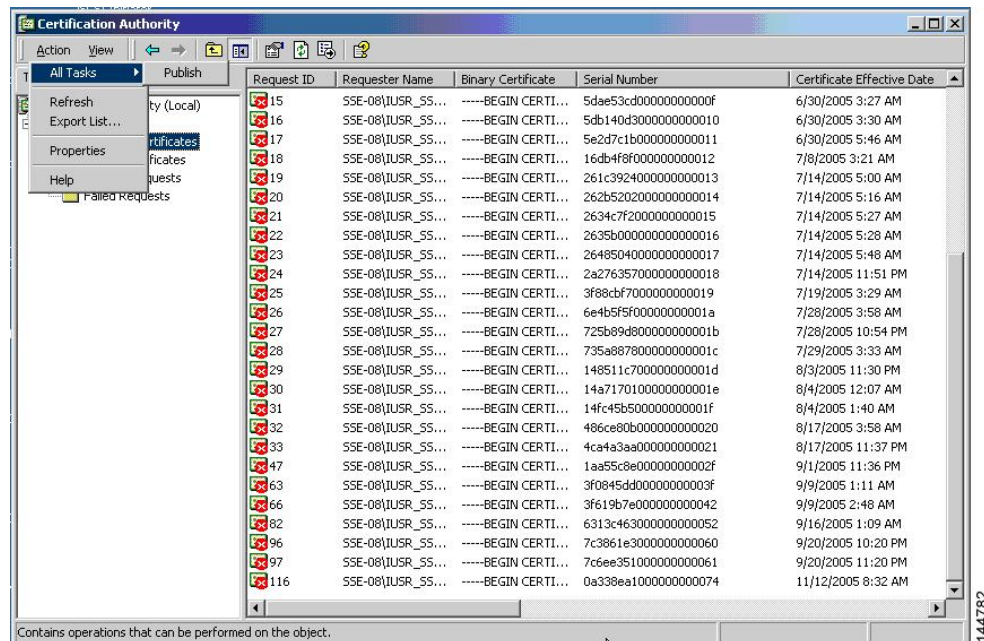 Certification Authority
Action View
All Tasks
Publish
Refresh
Export List...
Properties
Help
ty (Local)
rtificates
ficates
quests
Failed Requests
Request ID Requester Name Binary Certificate Serial Number Certificate Effective Date
15 SSE-08\IUSR_SS... -----BEGIN CERTI... 5dae53cd00000000000f 6/30/2005 3:27 AM
16 SSE-08\IUSR_SS... -----BEGIN CERTI... 5db140d3000000000010 6/30/2005 3:30 AM
17 SSE-08\IUSR_SS... -----BEGIN CERTI... 5e2d7c1b000000000011 6/30/2005 5:46 AM
18 SSE-08\IUSR_SS... -----BEGIN CERTI... 16db4f8f000000000012 7/8/2005 3:21 AM
19 SSE-08\IUSR_SS... -----BEGIN CERTI... 261c3924000000000013 7/14/2005 5:00 AM
20 SSE-08\IUSR_SS... -----BEGIN CERTI... 262b5202000000000014 7/14/2005 5:16 AM
21 SSE-08\IUSR_SS... -----BEGIN CERTI... 2634c7f2000000000015 7/14/2005 5:27 AM
22 SSE-08\IUSR_SS... -----BEGIN CERTI... 2635b000000000000016 7/14/2005 5:28 AM
23 SSE-08\IUSR_SS... -----BEGIN CERTI... 26485040000000000017 7/14/2005 5:48 AM
24 SSE-08\IUSR_SS... -----BEGIN CERTI... 2a276357000000000018 7/14/2005 11:51 PM
25 SSE-08\IUSR_SS... -----BEGIN CERTI... 3f88cbf7000000000019 7/19/2005 3:29 AM
26 SSE-08\IUSR_SS... -----BEGIN CERTI... 6e4b5f5f00000000001a 7/28/2005 3:58 AM
27 SSE-08\IUSR_SS... -----BEGIN CERTI... 725b89d800000000001b 7/28/2005 10:54 PM
28 SSE-08\IUSR_SS... -----BEGIN CERTI... 735a887800000000001c 7/29/2005 3:33 AM
29 SSE-08\IUSR_SS... -----BEGIN CERTI... 148511c700000000001d 8/3/2005 11:30 PM
30 SSE-08\IUSR_SS... -----BEGIN CERTI... 14a7170100000000001e 8/4/2005 12:07 AM
31 SSE-08\IUSR_SS... -----BEGIN CERTI... 14fc45b500000000001f 8/4/2005 1:40 AM
32 SSE-08\IUSR_SS... -----BEGIN CERTI... 486ce80b000000000020 8/17/2005 3:58 AM
33 SSE-08\IUSR_SS... -----BEGIN CERTI... 4ca4a3aa000000000021 8/17/2005 11:37 PM
47 SSE-08\IUSR_SS... -----BEGIN CERTI... 1aa55c8e00000000002f 9/1/2005 11:36 PM
63 SSE-08\IUSR_SS... -----BEGIN CERTI... 3f0845dd00000000003f 9/9/2005 1:11 AM
66 SSE-08\IUSR_SS... -----BEGIN CERTI... 3f619b7e000000000042 9/9/2005 2:48 AM
82 SSE-08\IUSR_SS... -----BEGIN CERTI... 6313c463000000000052 9/16/2005 1:09 AM
96 SSE-08\IUSR_SS... -----BEGIN CERTI... 7c3861e3000000000060 9/20/2005 10:20 PM
97 SSE-08\IUSR_SS... -----BEGIN CERTI... 7c6ee351000000000061 9/20/2005 11:20 PM
116 SSE-08\IUSR_SS... -----BEGIN CERTI... 0a338ea1000000000074 11/12/2005 8:32 AM
Contains operations that can be performed on the object.
144782